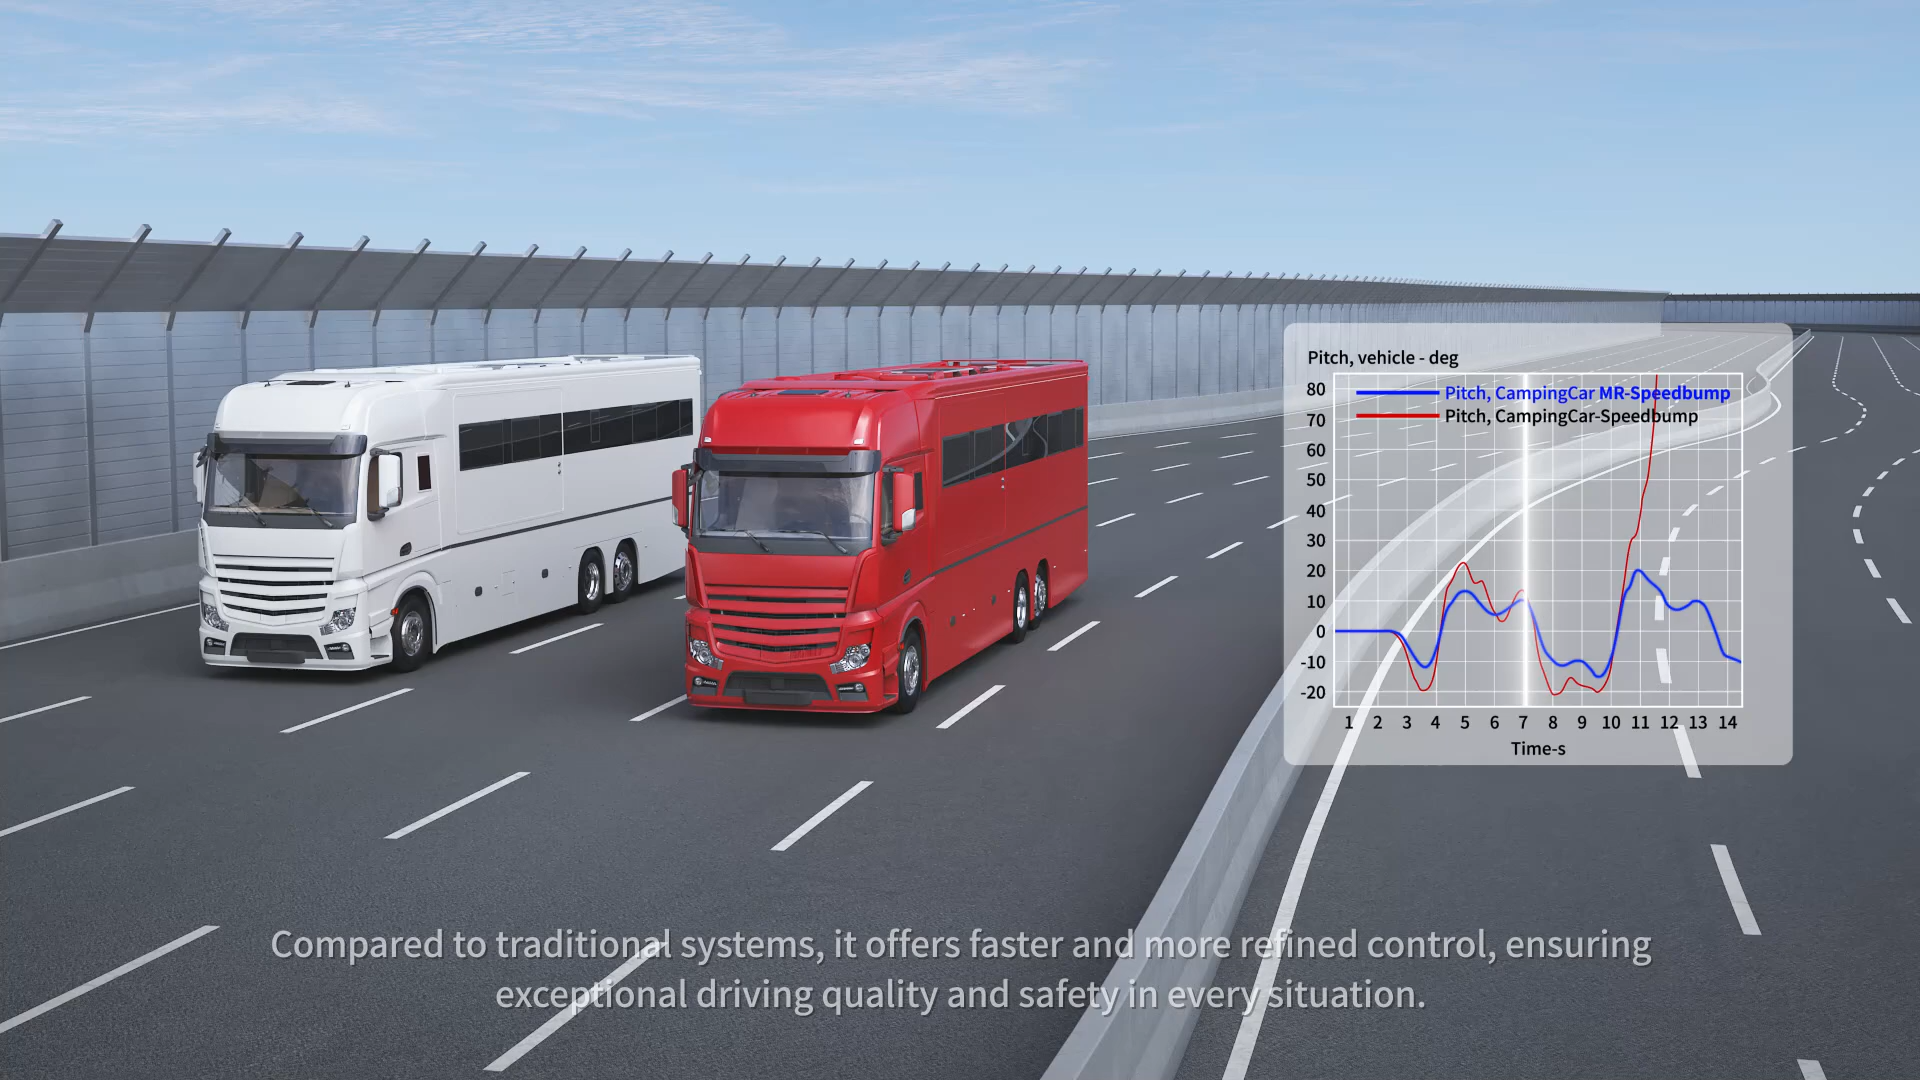 Pitch, vehicle - deg
80
70
60
50
40
30
20
10
0
-10
-20
Pitch, CampingCar MR-Speedbump
Pitch, CampingCar-Speedbump
1 2 3 4 5 6 7 8 9 10 11 12 13 14
Time-s
Compared to traditional systems, it offers faster and more refined control, ensuring
exceptional driving quality and safety in every situation.